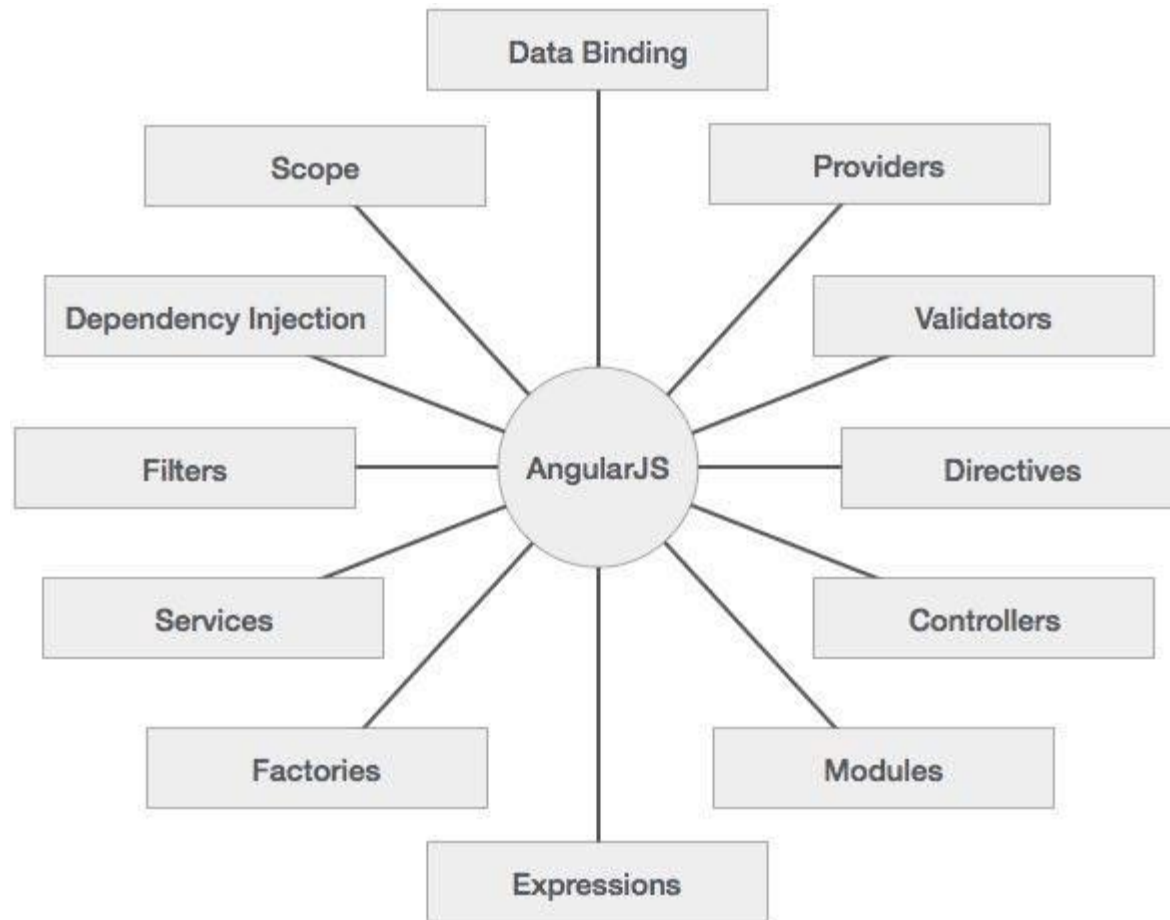 Data Binding
Scope
Providers
Dependency Injection
Validators
Filters
AngularJS
Directives
Services
Controllers
Factories
Modules
Expressions